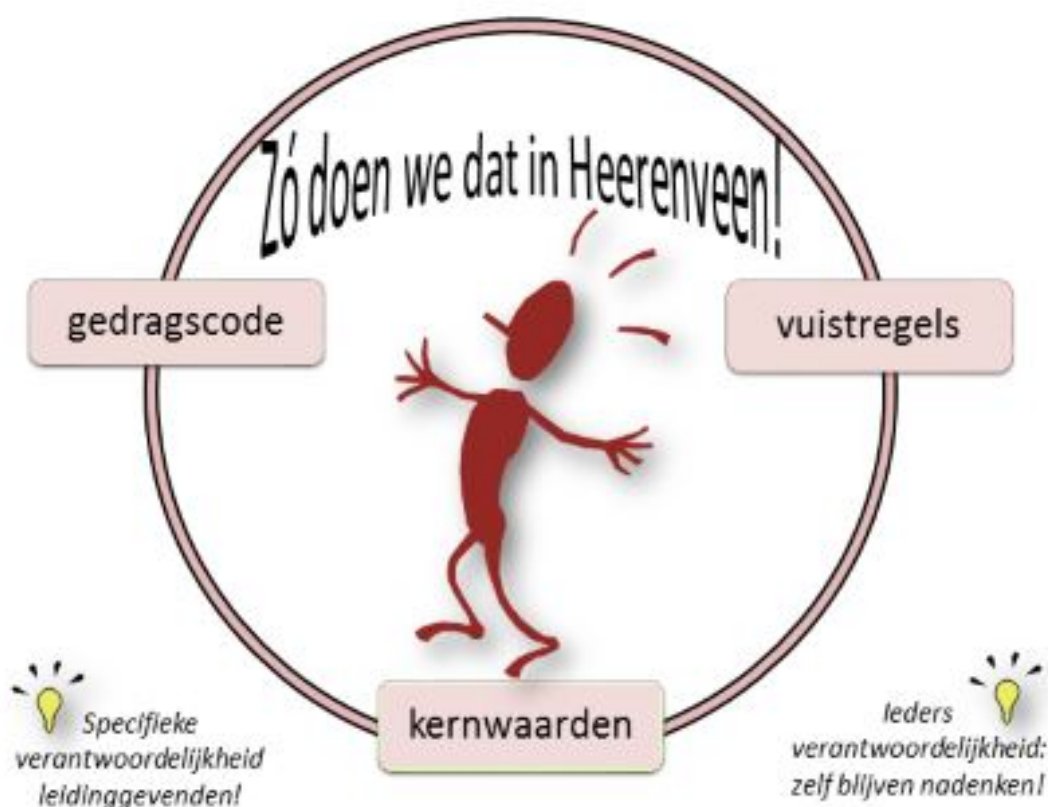 Zó doen we dat in Heerenveen!
gedragscode
vuistregels
kernwaarden
Specifieke
verantwoordelijkheid
leidinggevenden!
Ieders
verantwoordelijkheid:
zelf blijven nadenken!